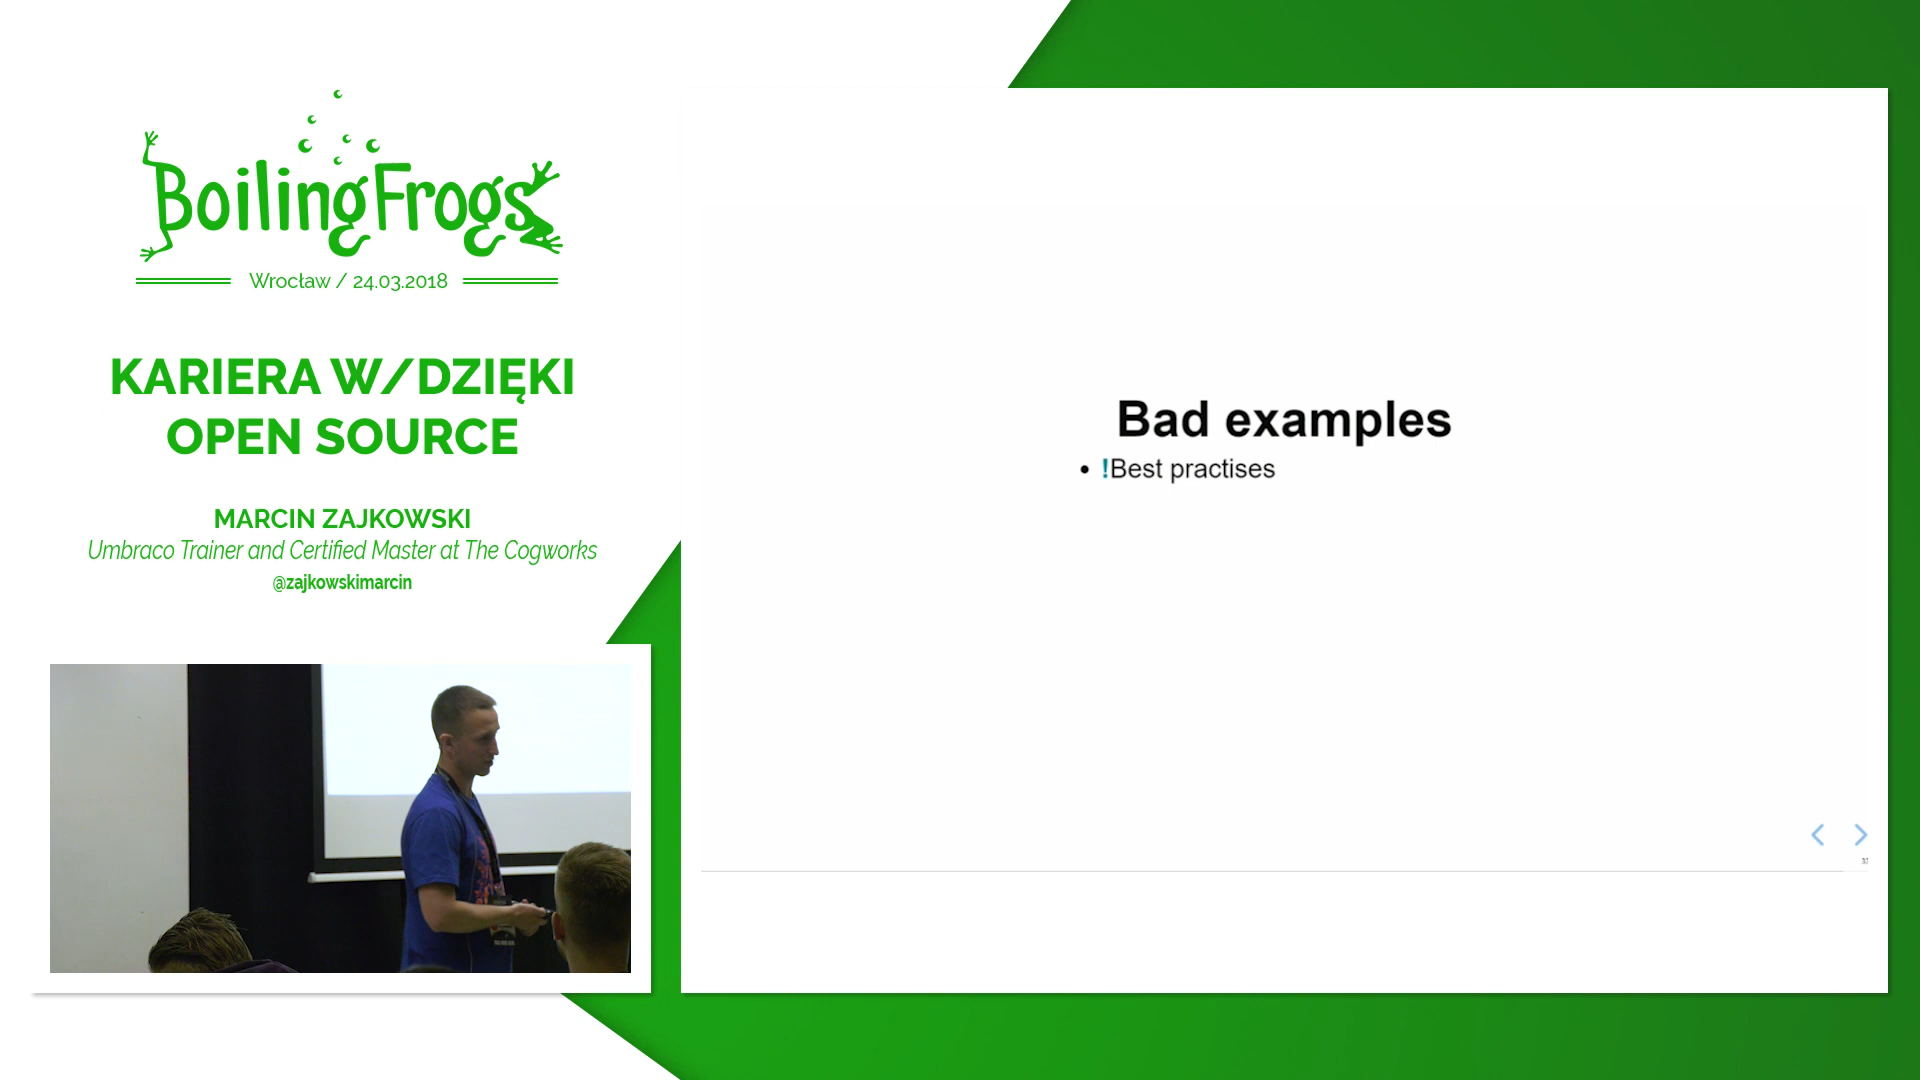 BoilingFrogs
Wrocław / 24.03.2018
KARIERA W/DZIĘKI
OPEN SOURCE
MARCIN ZAJKOWSKI
Umbraco Trainer and Certified Master at The Cogworks
@zajkowskimarcin
Bad examples
• !Best practises